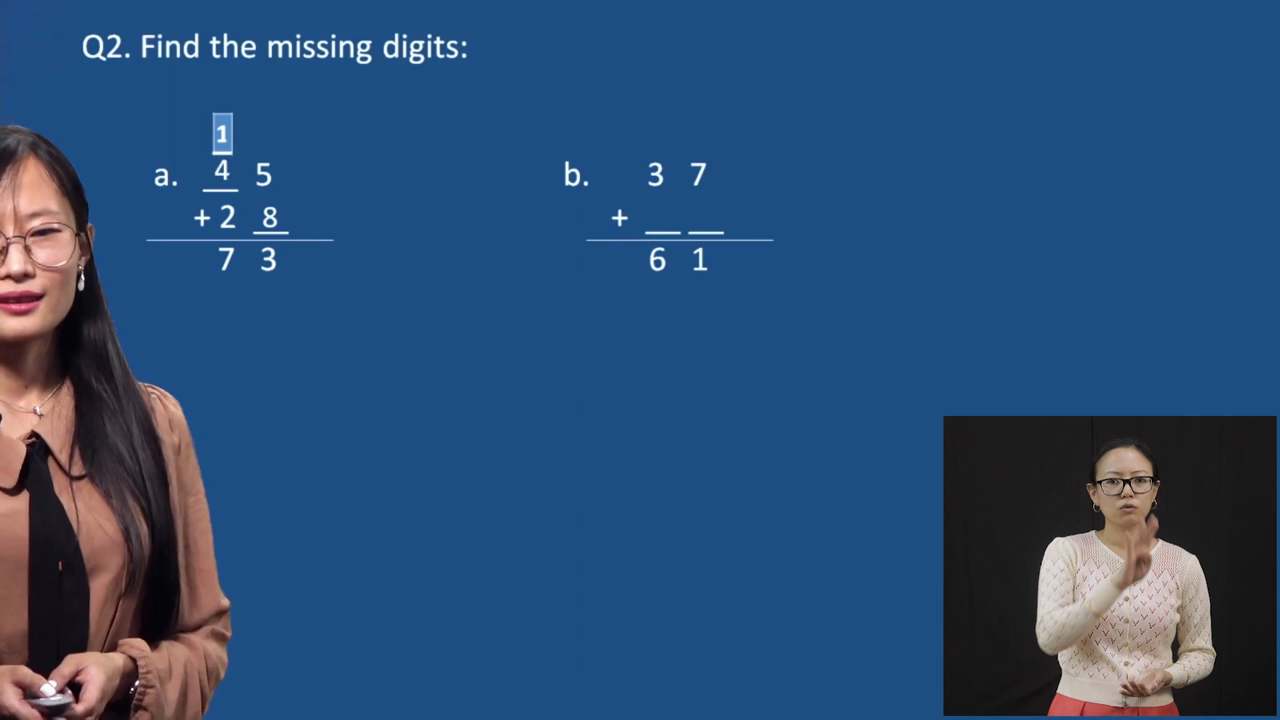 Q2. Find the missing digits:
1
a. 4 5
+ 2 8
7 3
b. 3 7
+ __ __
6 1